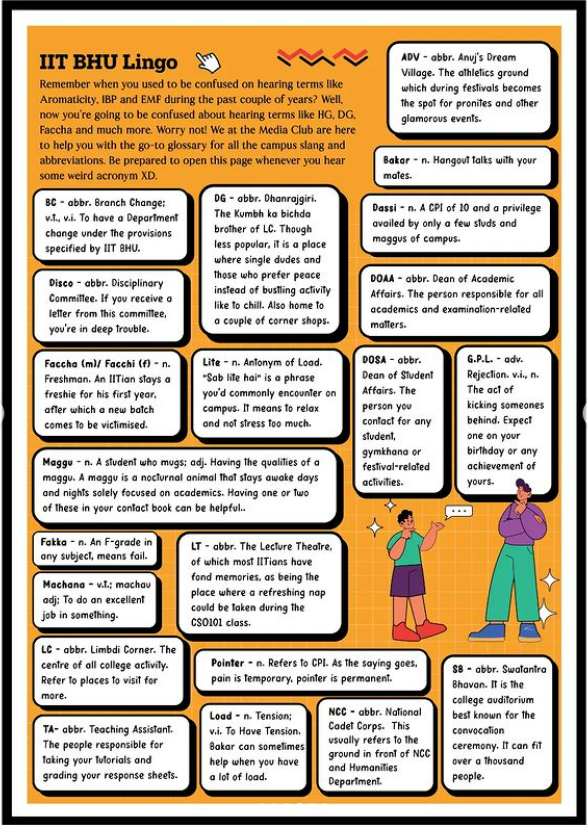 IIT BHU Lingo
Remember when you used to be confused on hearing terms like
Aromaticity, IBP and EMF during the past couple of years? Well,
now you're going to be confused about hearing terms like HG, DG,
Faccha and much more. Worry not! We at the Media Club are here
to help you with the go-to glossary for all the campus slang and
abbreviations. Be prepared to open this page whenever you hear
some weird acronym XD.
ADV - abbr. Anuj's Dream
Village. The athletics ground
which during festivals becomes
the spot for pronites and other
glamorous events.
Bakar - n. Hangout talks with your
mates.
BC - abbr. Branch Change;
v.t., v.i. To have a Department
change under the provisions
specified by IIT BHU.
DG - abbr. Dhanrajgiri.
The Kumbh ka bichda
brother of LC. Though
less popular, it is a place
where single dudes and
those who prefer peace
instead of bustling activity
like to chill. Also home to
a couple of corner shops.
Dassi - n. A CPI of 10 and a privilege
availed by only a few studs and
maggus of campus.
Disco - abbr. Disciplinary
Committee. If you receive a
letter from this committee,
you're in deep trouble.
DOAA - abbr. Dean of Academic
Affairs. The person responsible for all
academics and examination-related
matters.
Faccha (m)/ Facchi (f) - n.
Freshman. An IITian stays a
freshie for his first year,
after which a new batch
comes to be victimised.
Lite - n. Antonym of Load.
"Sab lite hai" is a phrase
you'd commonly encounter on
campus. It means to relax
and not stress too much.
DOSA - abbr.
Dean of Student
Affairs. The
person you
contact for any
student,
gymkhana or
festival-related
activities.
G.P.L. - adv.
Rejection. v.i., n.
The act of
kicking someones
behind. Expect
one on your
birthday or any
achievement of
yours.
Maggu - n. A student who mugs; adj. Having the qualities of a
maggu. A maggu is a nocturnal animal that stays awake days
and nights solely focused on academics. Having one or two
of these in your contact book can be helpful..
Fakka - n. An F-grade in
any subject, means fail.
LT - abbr. The Lecture Theatre,
of which most IITians have
fond memories, as being the
place where a refreshing nap
could be taken during the
CSO101 class.
Machana - v.t.; machau
adj; To do an excellent
job in something.
LC - abbr. Limbdi Corner. The
centre of all college activity.
Refer to places to visit for
more.
Pointer - n. Refers to CPI. As the saying goes,
pain is temporary, pointer is permanent.
SB - abbr. Swatantra
Bhavan. It is the
college auditorium
best known for the
convocation
ceremony. It can fit
over a thousand
people.
TA- abbr. Teaching Assistant.
The people responsible for
taking your tutorials and
grading your response sheets.
Load - n. Tension;
v.i. To Have Tension.
Bakar can sometimes
help when you have
a lot of load.
NCC - abbr. National
Cadet Corps. This
usually refers to the
ground in front of NCC
and Humanities
Department.